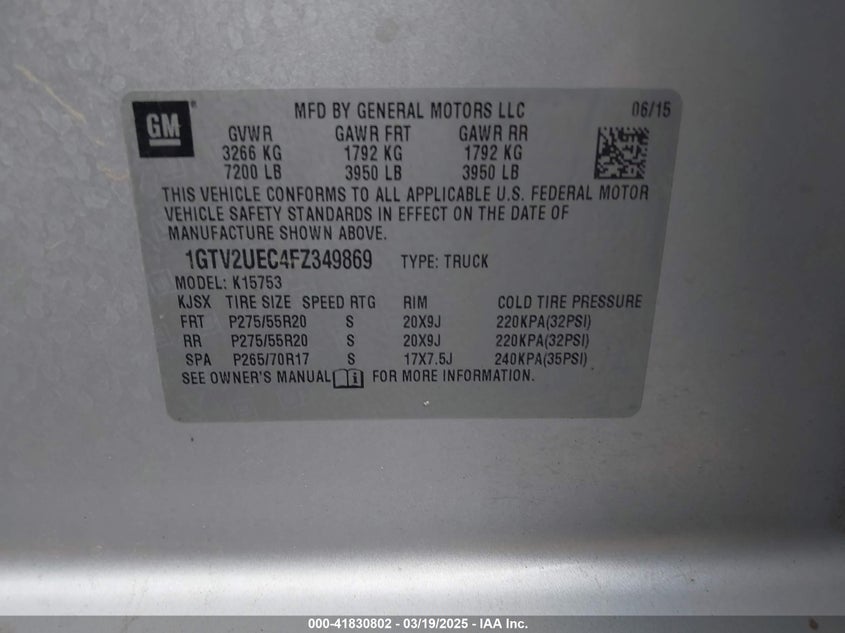 GM
MFD BY GENERAL MOTORS LLC 06/15
GVWR GAWR FRT GAWR RR
3266 KG 1792 KG 1792 KG
7200 LB 3950 LB 3950 LB
THIS VEHICLE CONFORMS TO ALL APPLICABLE U.S. FEDERAL MOTOR
VEHICLE SAFETY STANDARDS IN EFFECT ON THE DATE OF
MANUFACTURE SHOWN ABOVE.
1GTV2UEC4FZ349869 TYPE: TRUCK
MODEL: K15753
KJSX TIRE SIZE SPEED RTG RIM COLD TIRE PRESSURE
FRT P275/55R20 S 20X9J 220KPA(32PSI)
RR P275/55R20 S 20X9J 220KPA(32PSI)
SPA P265/70R17 S 17X7.5J 240KPA(35PSI)
SEE OWNER'S MANUAL FOR MORE INFORMATION.
000-41830802 - 03/19/2025 - IAA Inc.